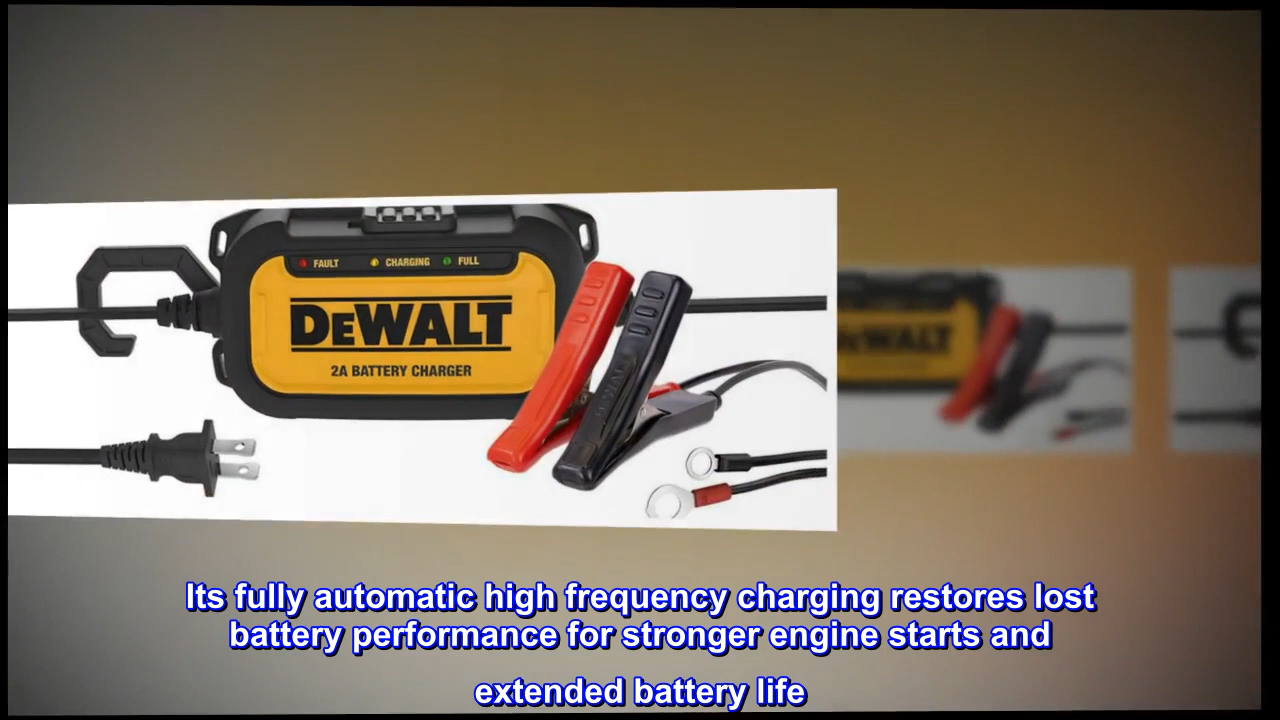 FAULT CHARGING FULL
DEWALT
2A BATTERY CHARGER
DEWALT
Its fully automatic high frequency charging restores lost
battery performance for stronger engine starts and
extended battery life